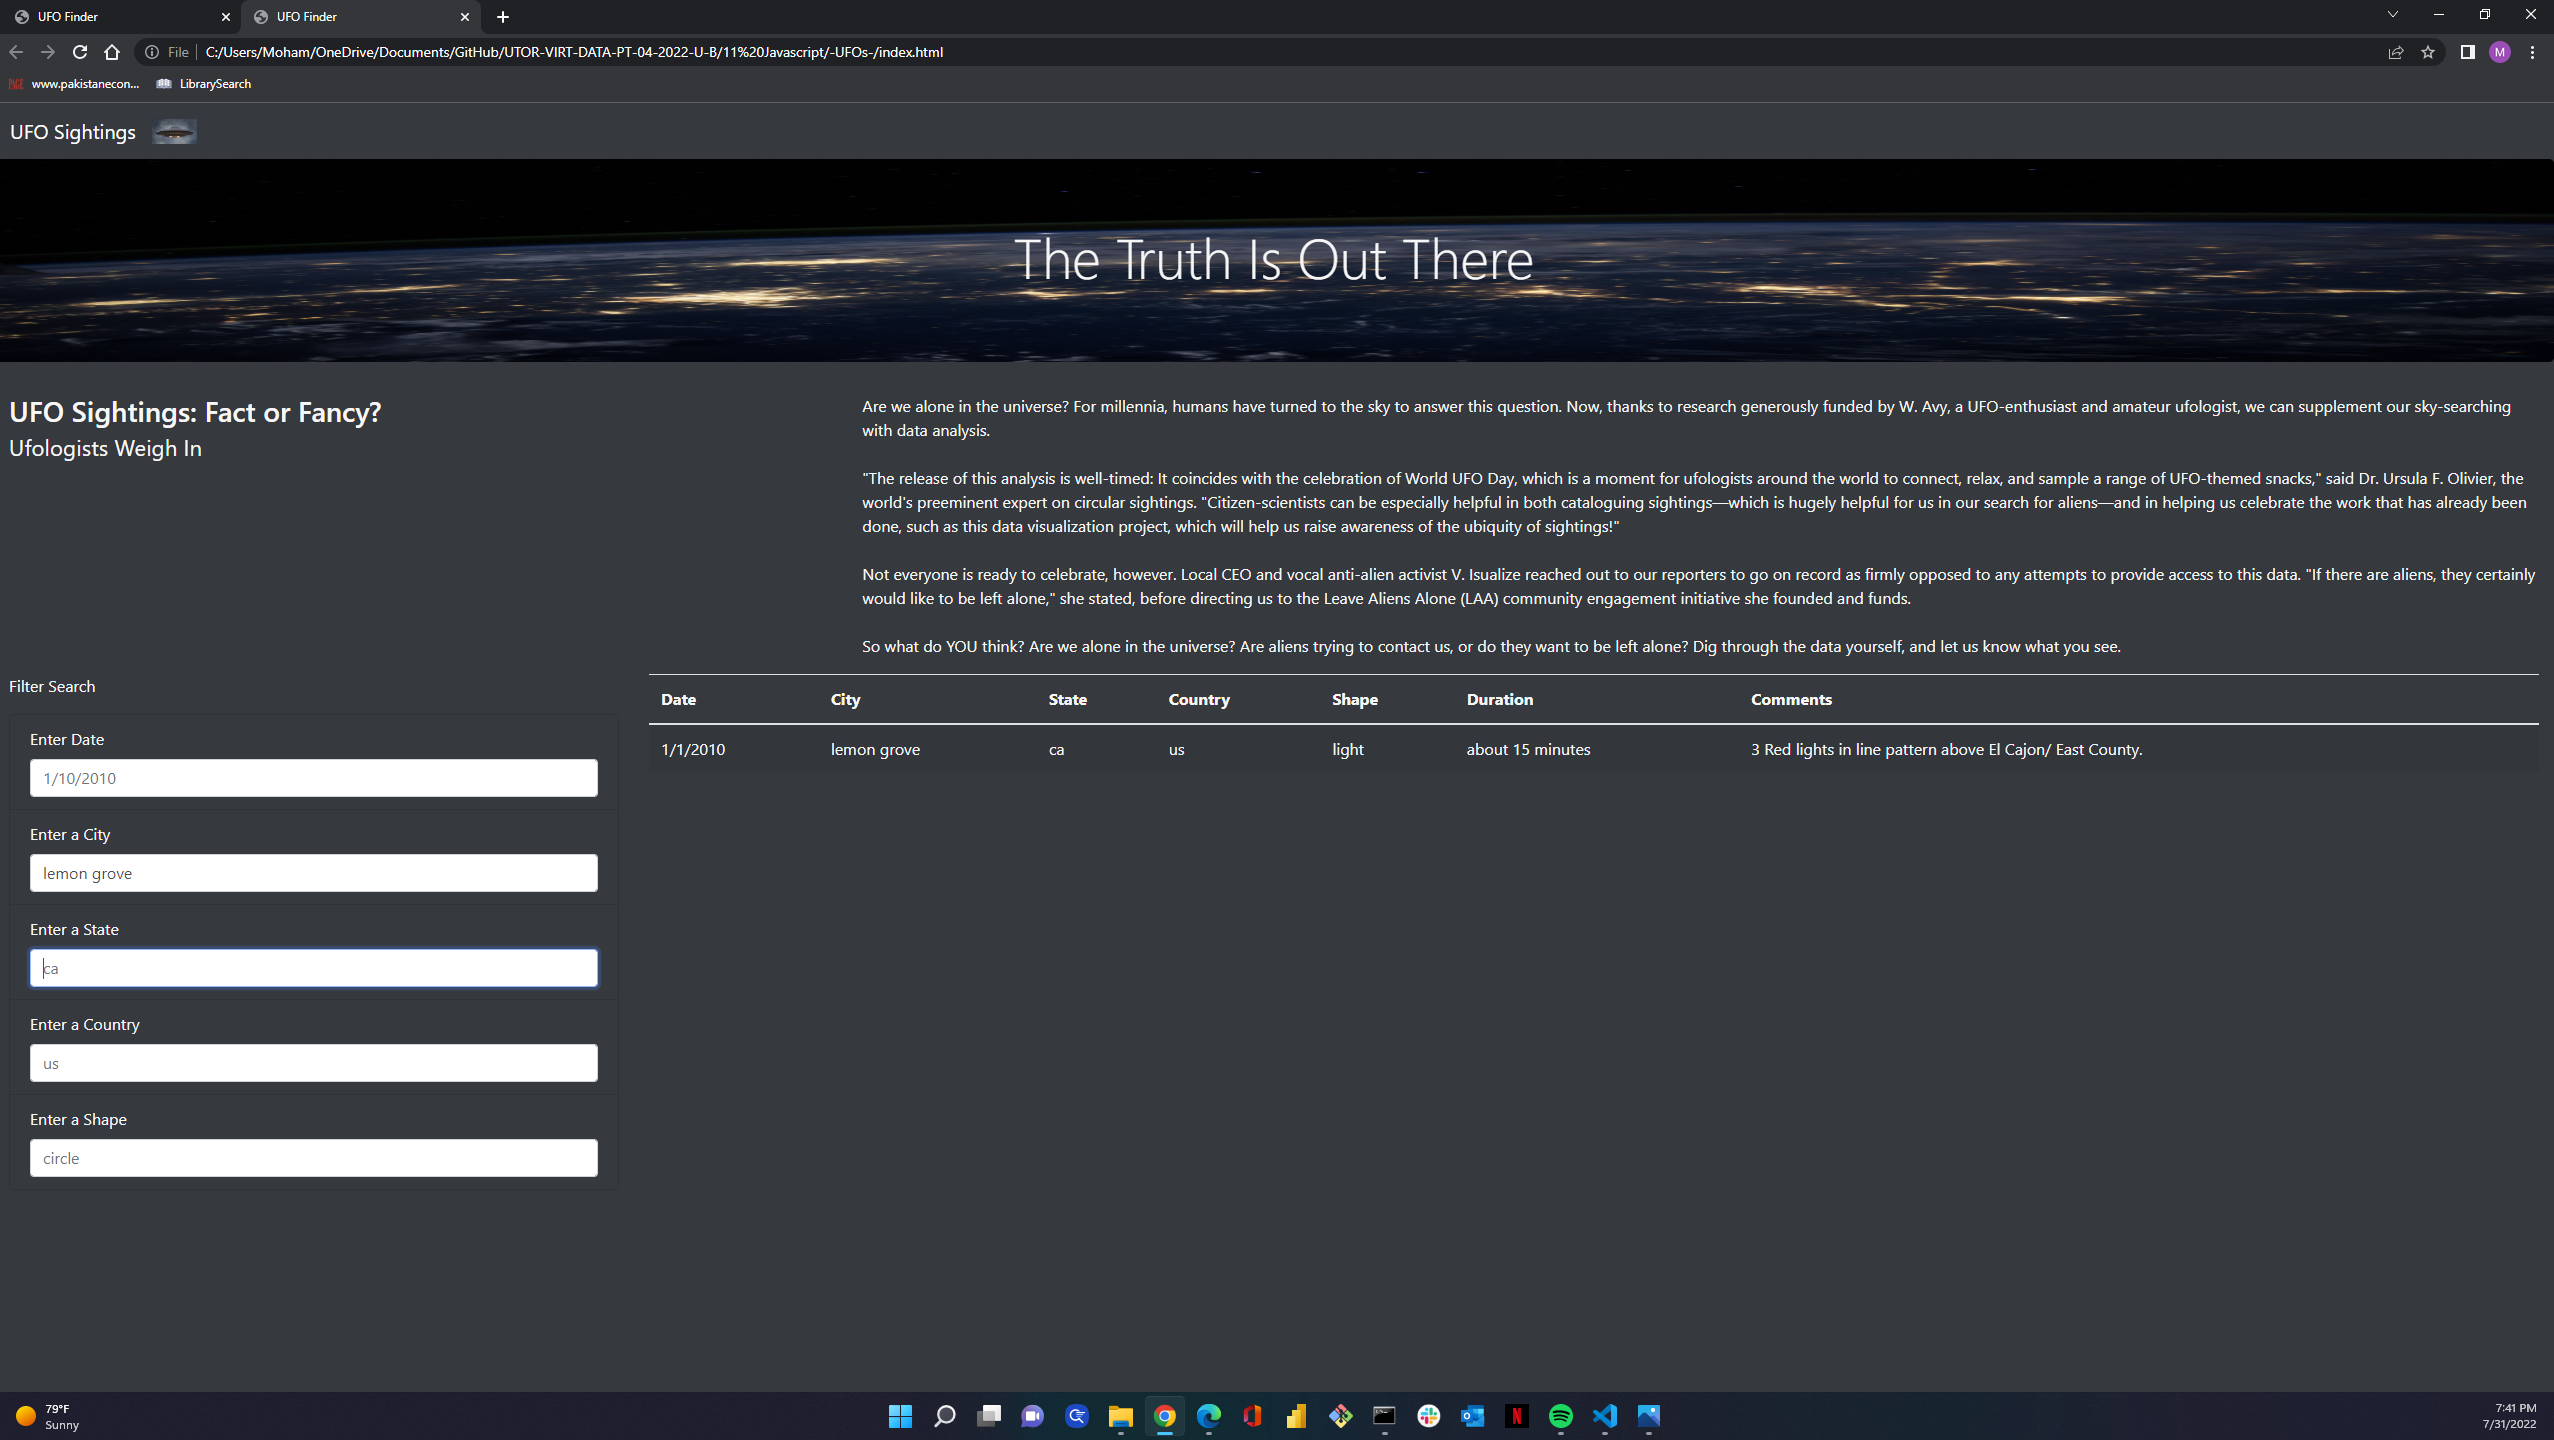 UFO Finder
UFO Finder
File
C:/Users/Moham/OneDrive/Documents/GitHub/UTOR-VIRT-DATA-PT-04-2022-U-B/11%20Javascript/-UFOs-/index.html
M
PAGE
www.pakistanecon...
LibrarySearch
UFO Sightings
The Truth Is Out There
UFO Sightings: Fact or Fancy?
Ufologists Weigh In
Are we alone in the universe? For millennia, humans have turned to the sky to answer this question. Now, thanks to research generously funded by W. Avy, a UFO-enthusiast and amateur ufologist, we can supplement our sky-searching
with data analysis.
"The release of this analysis is well-timed: It coincides with the celebration of World UFO Day, which is a moment for ufologists around the world to connect, relax, and sample a range of UFO-themed snacks," said Dr. Ursula F. Olivier, the
world's preeminent expert on circular sightings. "Citizen-scientists can be especially helpful in both cataloguing sightings—which is hugely helpful for us in our search for aliens—and in helping us celebrate the work that has already been
done, such as this data visualization project, which will help us raise awareness of the ubiquity of sightings!"
Not everyone is ready to celebrate, however. Local CEO and vocal anti-alien activist V. Isualize reached out to our reporters to go on record as firmly opposed to any attempts to provide access to this data. "If there are aliens, they certainly
would like to be left alone," she stated, before directing us to the Leave Aliens Alone (LAA) community engagement initiative she founded and funds.
So what do YOU think? Are we alone in the universe? Are aliens trying to contact us, or do they want to be left alone? Dig through the data yourself, and let us know what you see.
Filter Search
Enter Date
1/10/2010
Enter a City
lemon grove
Enter a State
ca
Enter a Country
us
Enter a Shape
circle
Date City State Country Shape Duration Comments
1/1/2010 lemon grove ca us light about 15 minutes 3 Red lights in line pattern above El Cajon/ East County.
79°F
Sunny
N
7:41 PM
7/31/2022